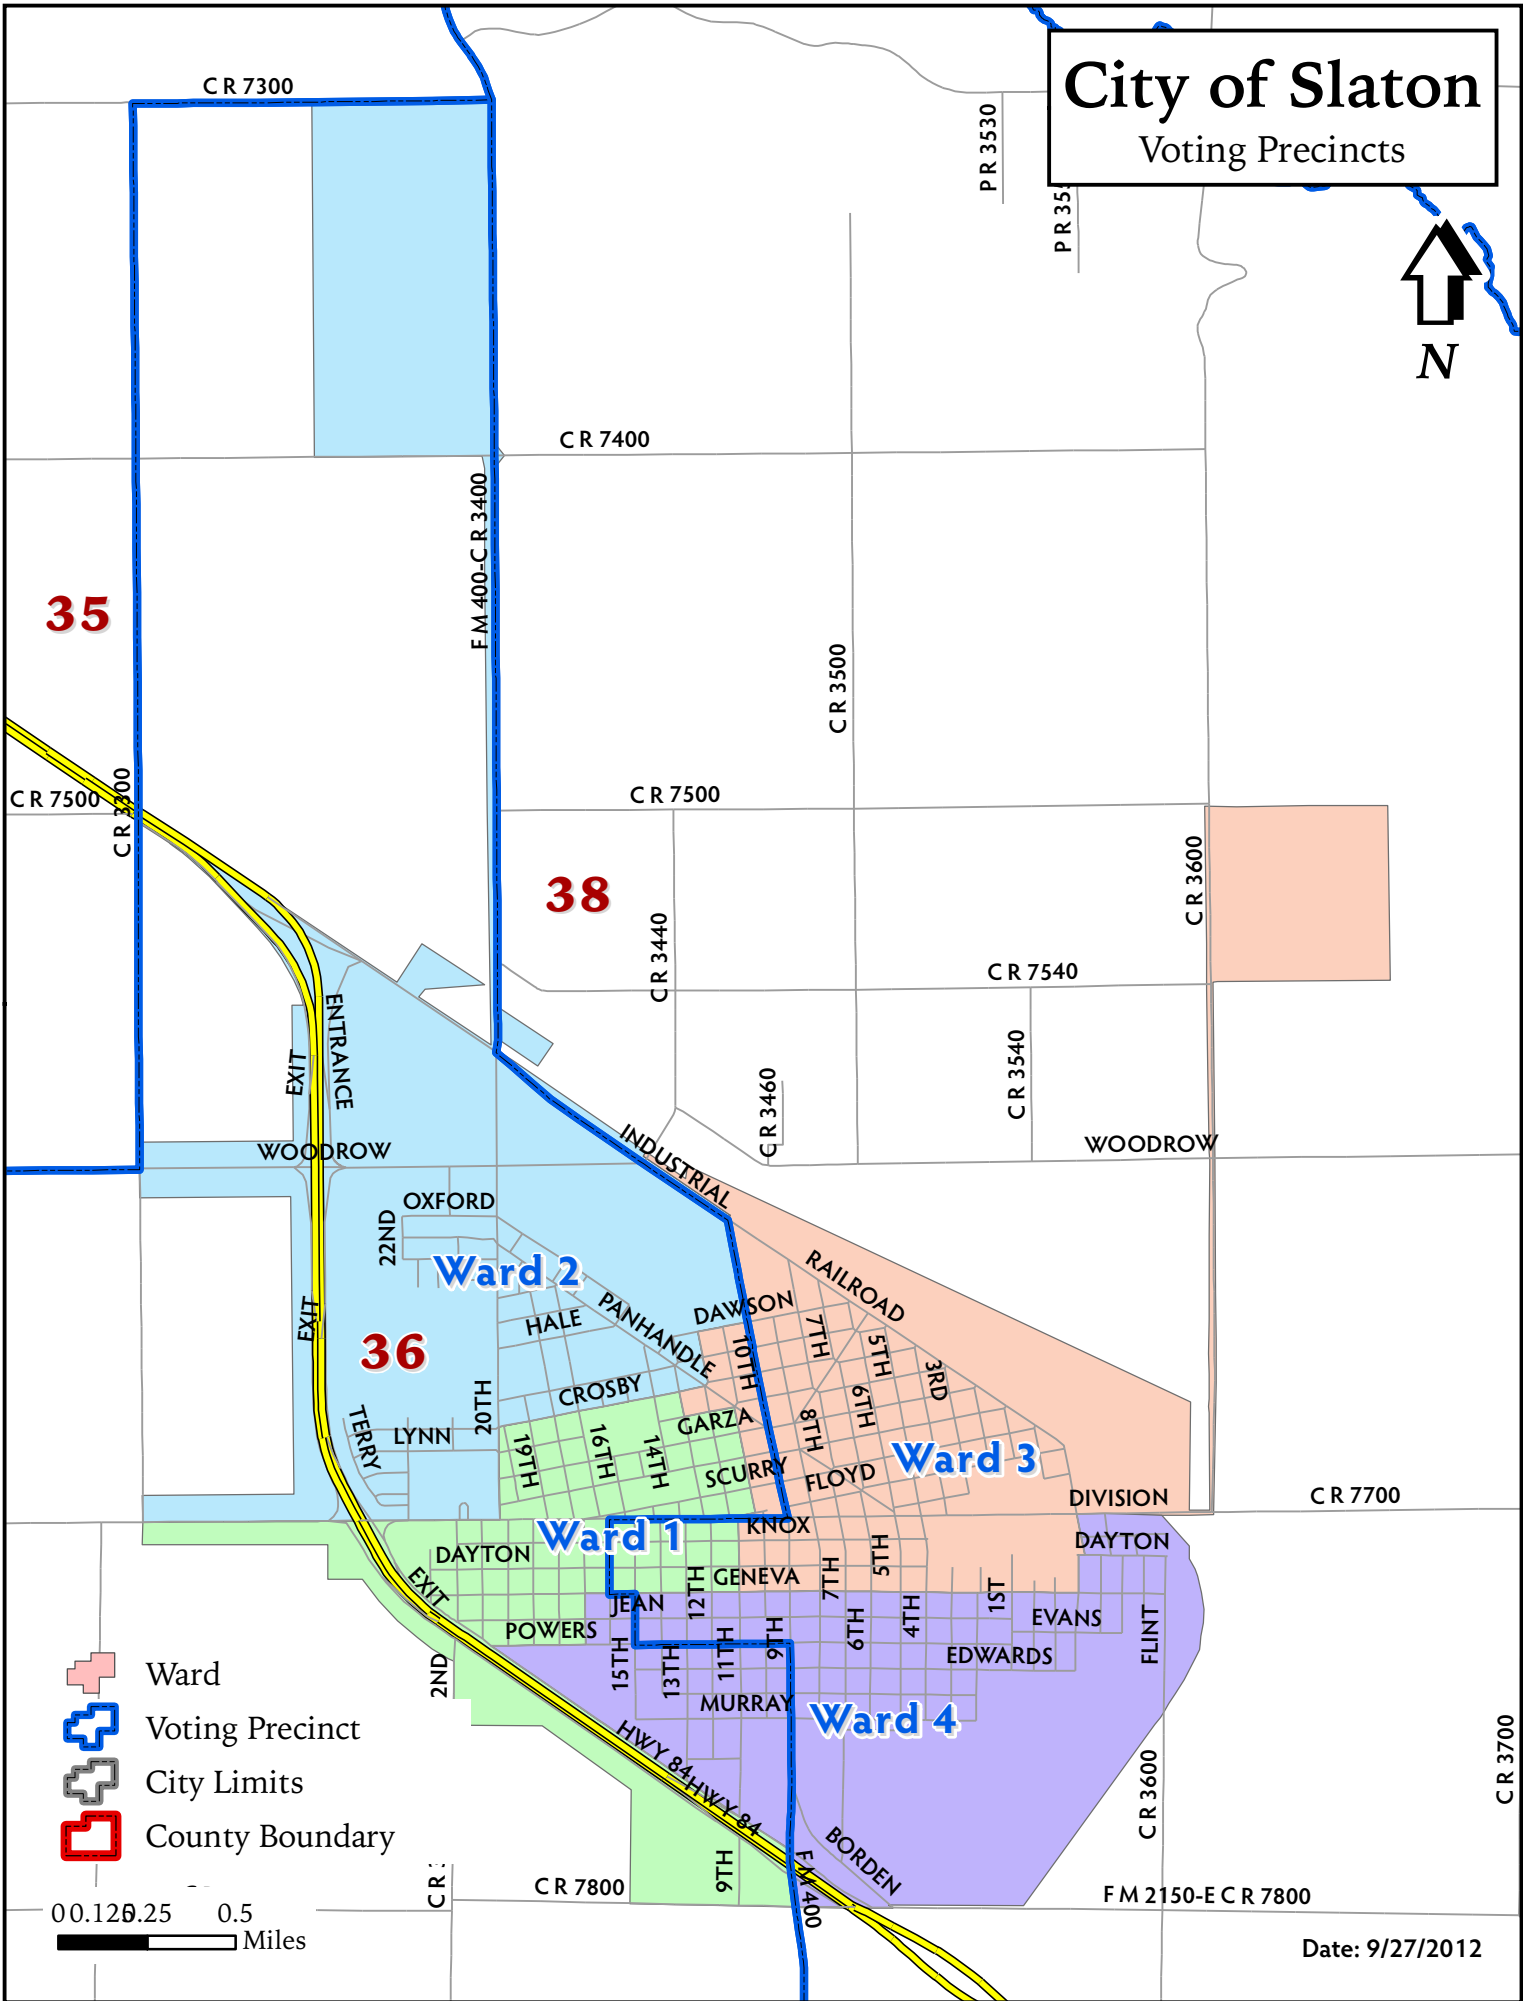 City of Slaton
Voting Precincts
C R 7300
P R 3530
N
C R 7400
F M 400-C R 3400
35
C R 3500
C R 7500
C R 3300
C R 7500
38
C R 3600
C R 3440
C R 7540
ENTRANCE
EXIT
C R 3540
C R 3460
INDUSTRIAL
WOODROW
WOODROW
OXFORD
22ND
Ward 2
RAILROAD
PANHANDLE
DAWSON
HALE
EXIT
36
7TH
10TH
5TH
3RD
CROSBY
20TH
6TH
TERRY
LYNN
GARZA
8TH
19TH
16TH
14TH
Ward 3
SCURRY
FLOYD
DIVISION
C R 7700
KNOX
Ward 1
DAYTON
DAYTON
5TH
GENEVA
7TH
12TH
EXIT
1ST
JEAN
4TH
EVANS
6TH
FLINT
9TH
POWERS
11TH
15TH
EDWARDS
13TH
2ND
MURRAY
Ward 4
HWY 84
HWY 84
C R 3600
C R 3700
BORDEN
9TH
F M 400
C R 7800
F M 2150-E C R 7800
Ward
Voting Precinct
City Limits
County Boundary
0 0.125 0.25 0.5
Miles
Date: 9/27/2012